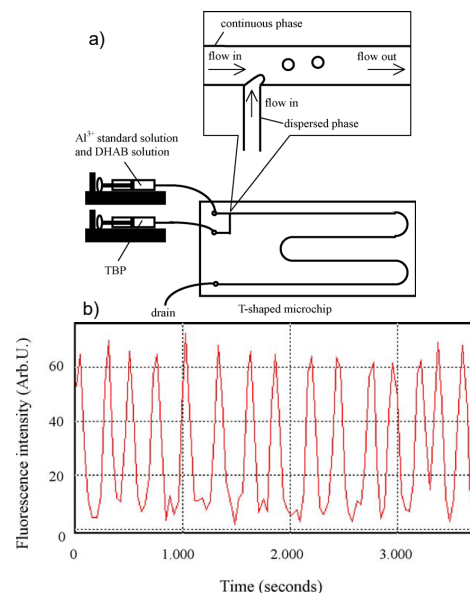 a)
continuous phase
flow in
flow out
flow in
dispersed phase
Al³⁺ standard solution
and DHAB solution
TBP
drain
T-shaped microchip
b)
Fluorescence intensity (Arb.U.)
60
40
20
0
0 1.000 2.000 3.000
Time (seconds)